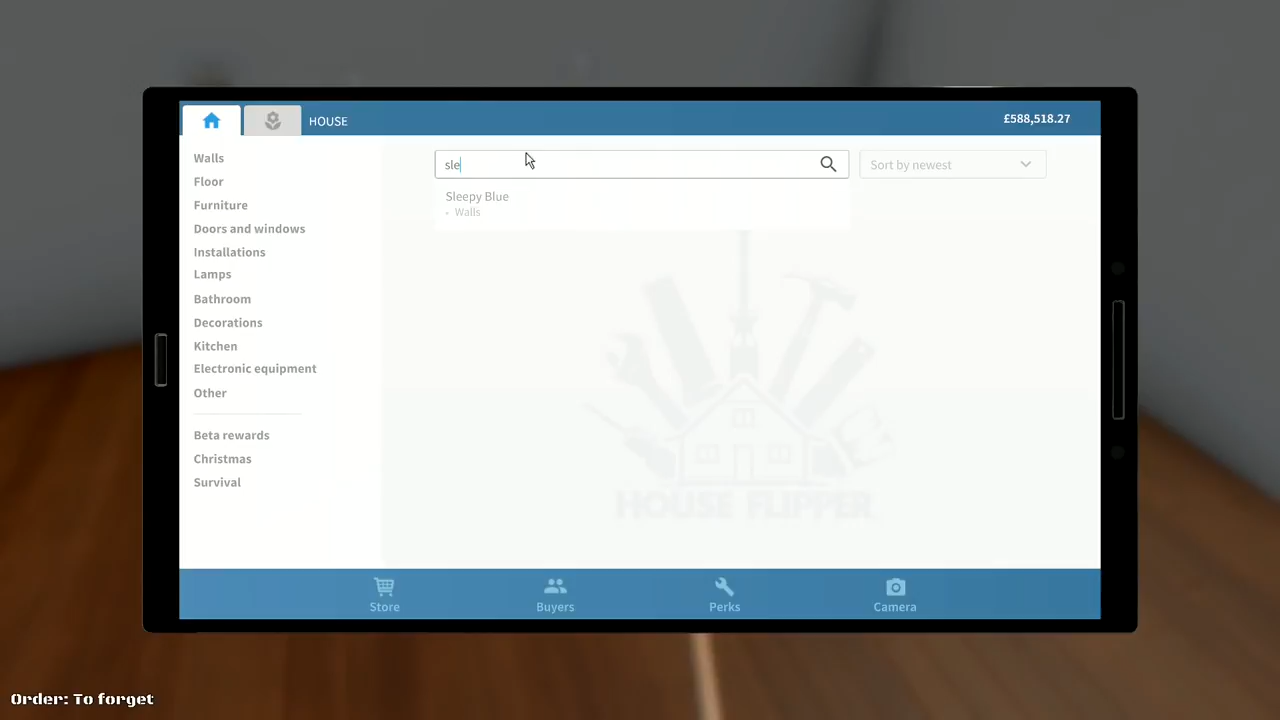 HOUSE
£588,518.27
Walls
Floor
Furniture
Doors and windows
Installations
Lamps
Bathroom
Decorations
Kitchen
Electronic equipment
Other
Beta rewards
Christmas
Survival
sle
Sort by newest
Sleepy Blue
- Walls
HOUSE FLIPPER
Store
Buyers
Perks
Camera
Order: To forget